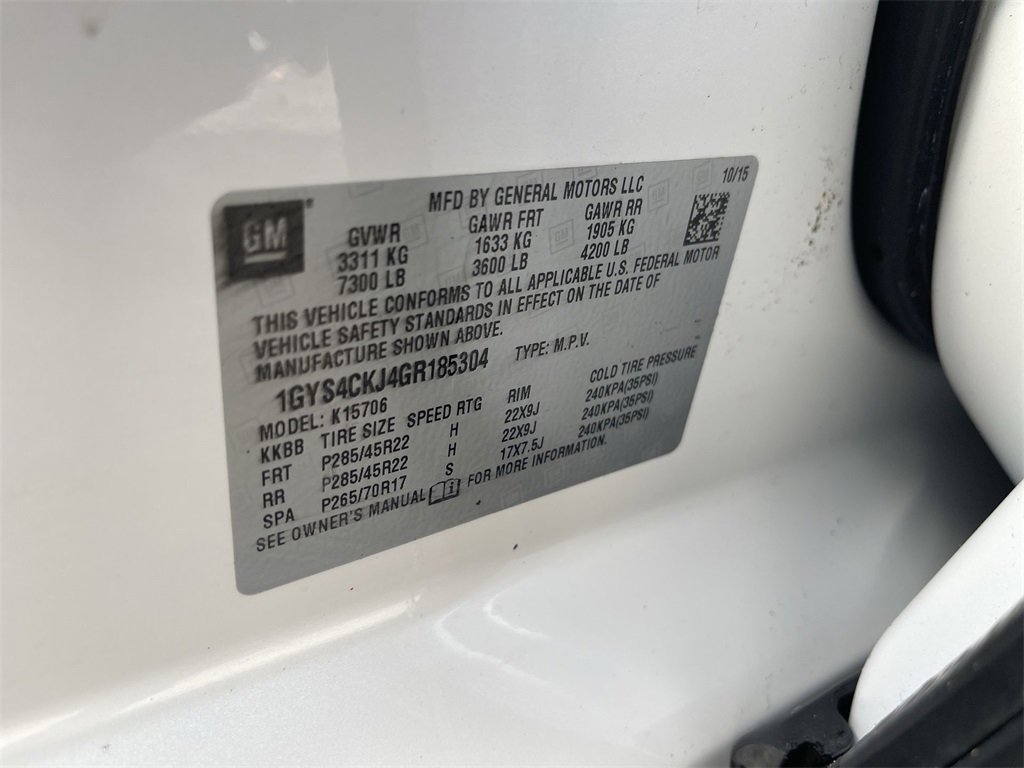 10/15
MFD BY GENERAL MOTORS LLC
GM ®
GVWR GAWR FRT GAWR RR
3311 KG 1633 KG 1905 KG
7300 LB 3600 LB 4200 LB
THIS VEHICLE CONFORMS TO ALL APPLICABLE U.S. FEDERAL MOTOR
VEHICLE SAFETY STANDARDS IN EFFECT ON THE DATE OF
MANUFACTURE SHOWN ABOVE.
1GYS4CKJ4GR185304 TYPE: M.P.V.
MODEL: K15706
KKBB TIRE SIZE SPEED RTG RIM COLD TIRE PRESSURE
FRT P285/45R22 H 22X9J 240KPA(35PSI)
RR P285/45R22 H 22X9J 240KPA(35PSI)
SPA P265/70R17 S 17X7.5J 240KPA(35PSI)
SEE OWNER'S MANUAL i FOR MORE INFORMATION.